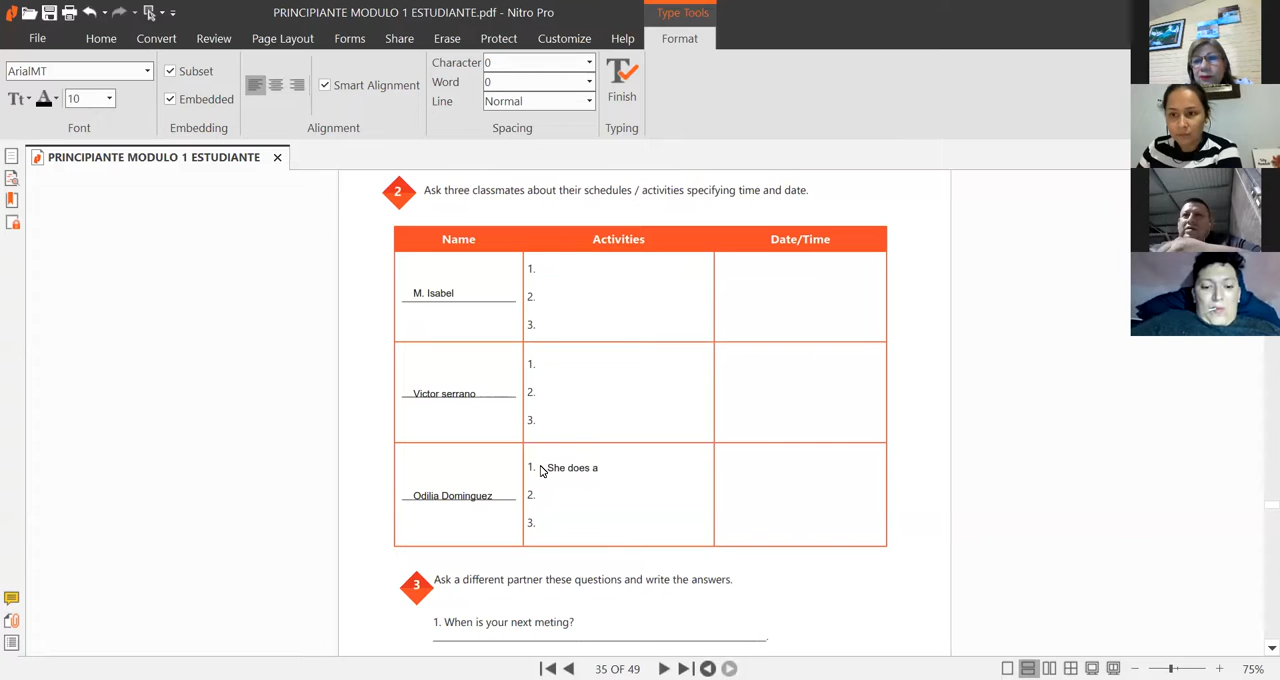 PRINCIPIANTE MODULO 1 ESTUDIANTE.pdf - Nitro Pro
Type Tools
File Home Convert Review Page Layout Forms Share Erase Protect Customize Help Format
ArialMT
Subset
Smart Alignment
Character 0
Word 0
Tt A 10
Embedded
Line Normal
Finish
Font Embedding Alignment Spacing Typing
PRINCIPIANTE MODULO 1 ESTUDIANTE
2 Ask three classmates about their schedules / activities specifying time and date.
Name Activities Date/Time
M. Isabel
1.
2.
3.
Victor serrano
1.
2.
3.
Odilia Dominguez
1. She does a
2.
3.
3 Ask a different partner these questions and write the answers.
1. When is your next meting?
35 OF 49
75%